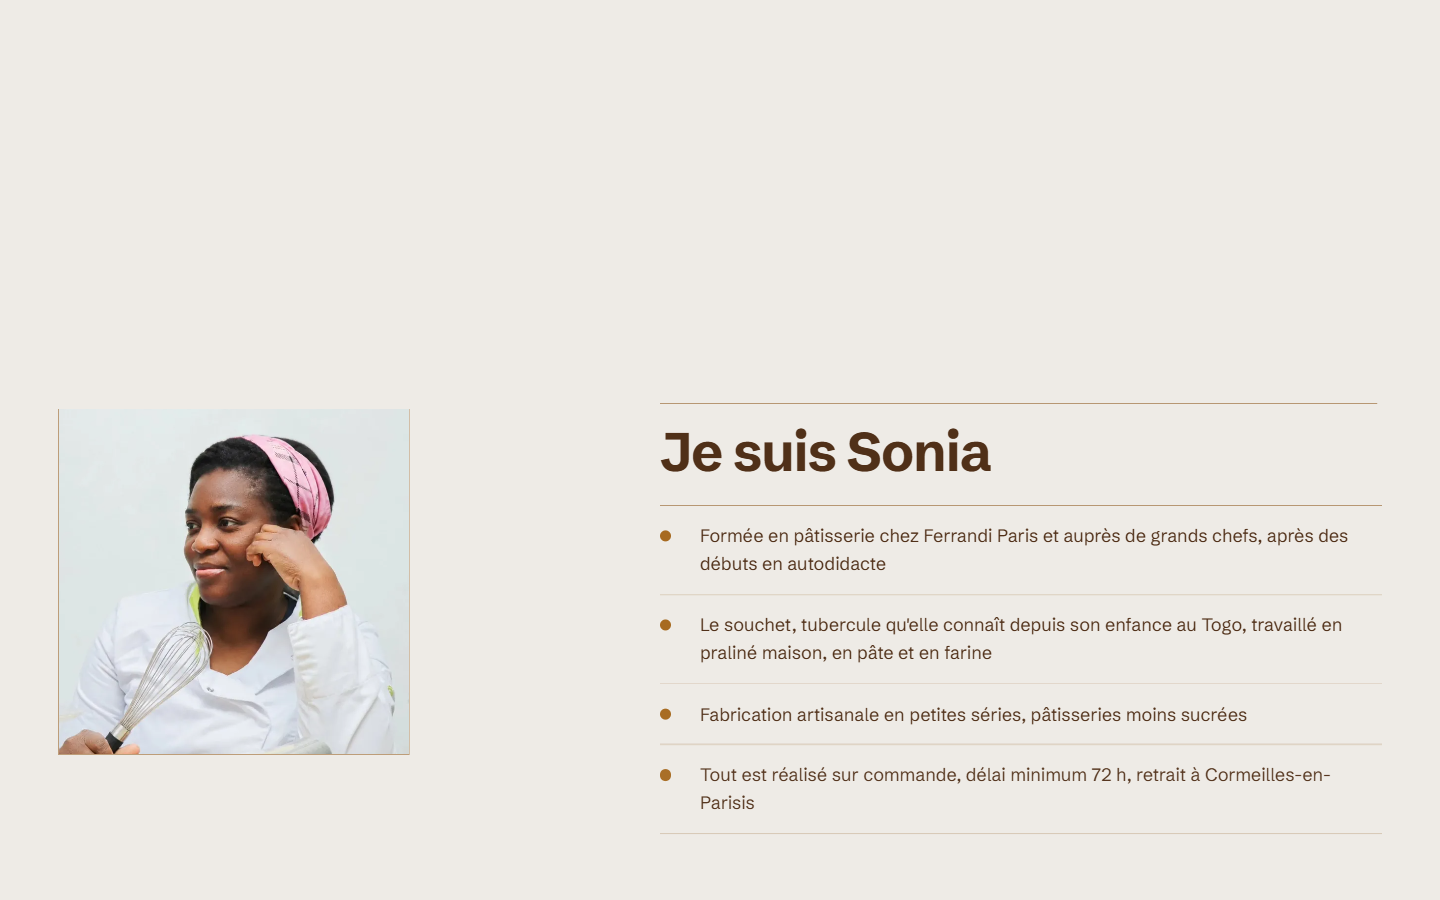 Je suis Sonia
Formée en pâtisserie chez Ferrandi Paris et auprès de grands chefs, après des
débuts en autodidacte
Le souchet, tubercule qu'elle connaît depuis son enfance au Togo, travaillé en
praliné maison, en pâte et en farine
Fabrication artisanale en petites séries, pâtisseries moins sucrées
Tout est réalisé sur commande, délai minimum 72 h, retrait à Cormeilles-en-
Parisis